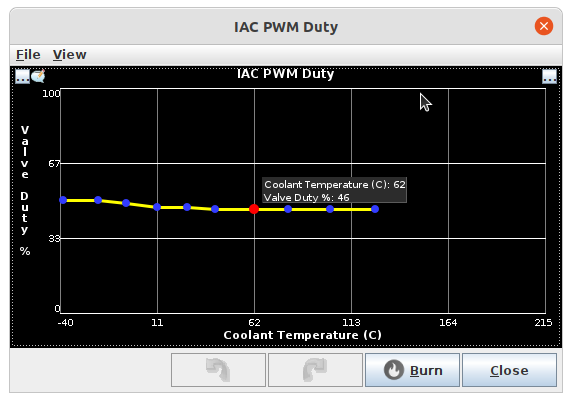 IAC PWM Duty
File View
IAC PWM Duty
100
67
33
0
Valve Duty %
Coolant Temperature (C): 62
Valve Duty %: 46
-40 11 62 113 164 215
Coolant Temperature (C)
Burn Close